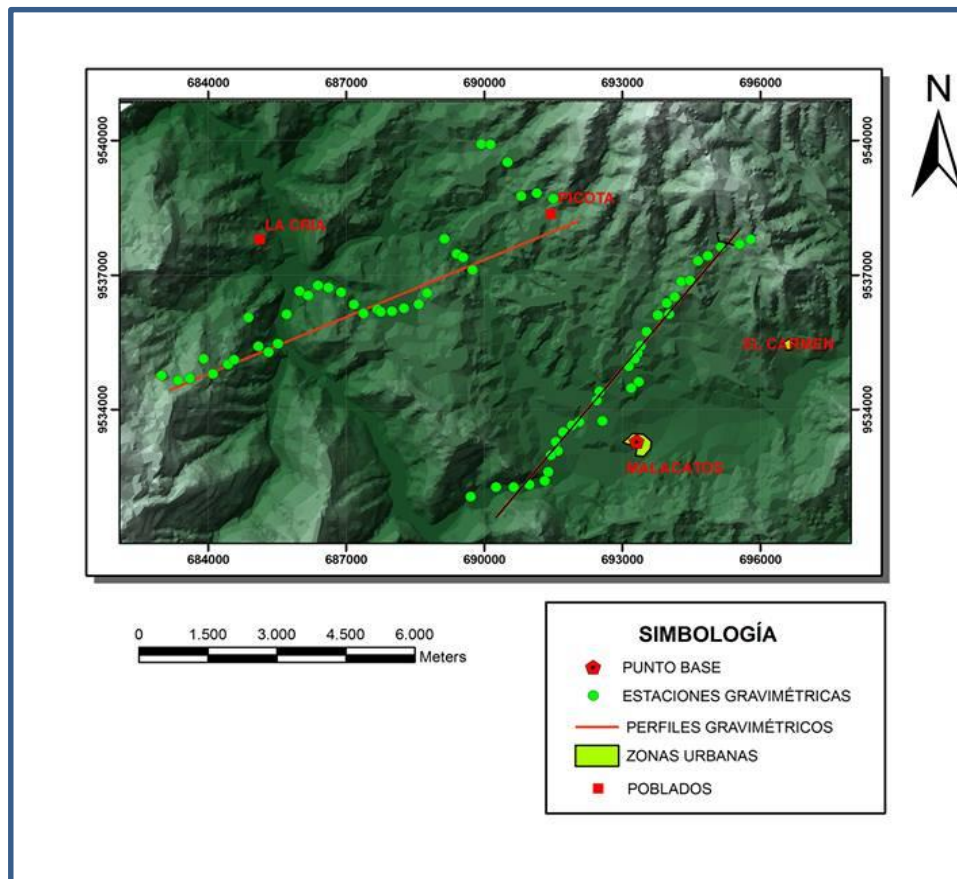 684000 687000 690000 693000 696000
N
9540000 9540000
PICOTA
LA CRIA
9537000 9537000
EL CARMEN
9534000 9534000
MALACATOS
684000 687000 690000 693000 696000
0 1.500 3.000 4.500 6.000
Meters
SIMBOLOGÍA
PUNTO BASE
ESTACIONES GRAVIMÉTRICAS
PERFILES GRAVIMÉTRICOS
ZONAS URBANAS
POBLADOS